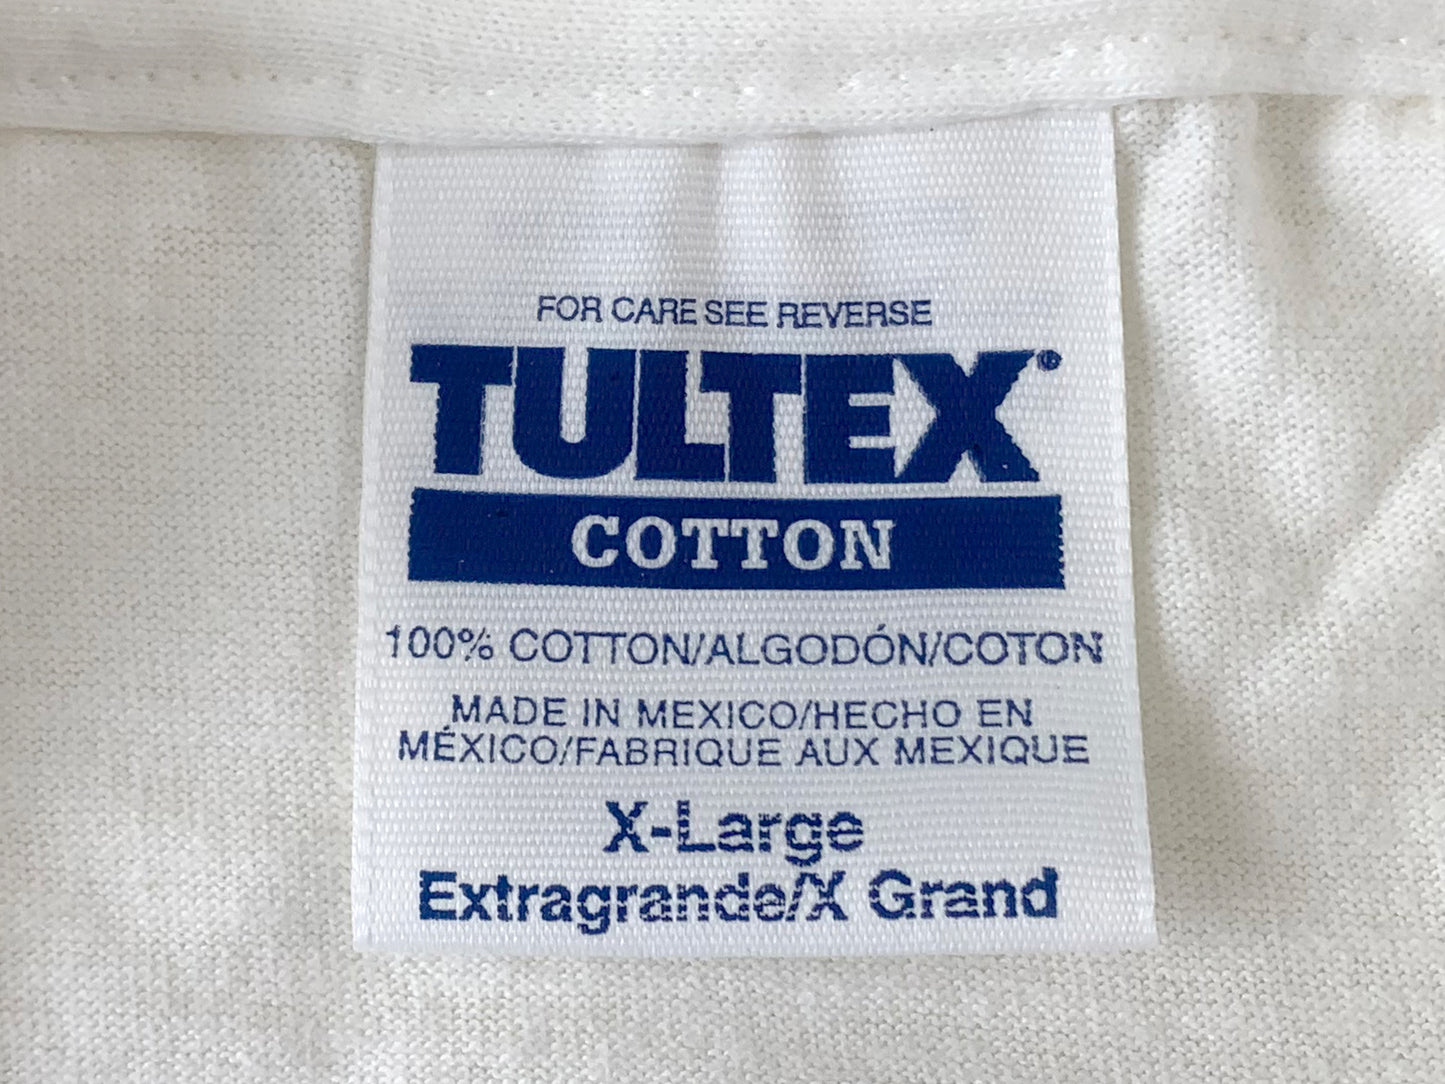 FOR CARE SEE REVERSE
TULTEX®
COTTON
100% COTTON/ALGODÓN/COTON
MADE IN MEXICO/HECHO EN
MÉXICO/FABRIQUE AUX MEXIQUE
X-Large
Extragrande/X Grand